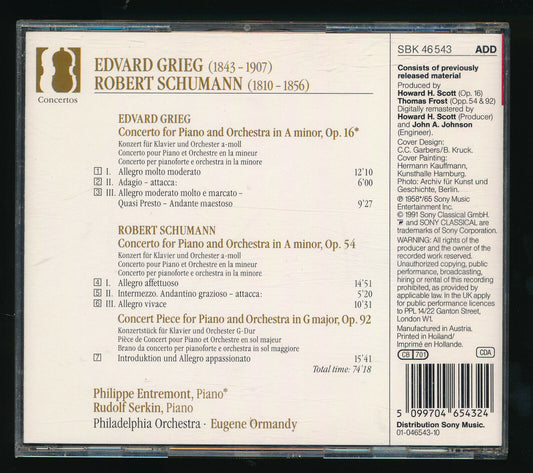 Concertos
EDVARD GRIEG (1843 – 1907)
ROBERT SCHUMANN (1810 – 1856)
EDVARD GRIEG
Concerto for Piano and Orchestra in A minor, Op. 16*
Konzert für Klavier und Orchester a-moll
Concerto pour Piano et Orchestre en la mineur
Concerto per pianoforte e orchestra in la minore
1 I. Allegro molto moderato 12'10
2 II. Adagio – attacca: 6'00
3 III. Allegro moderato molto e marcato –
Quasi Presto – Andante maestoso 9'27
ROBERT SCHUMANN
Concerto for Piano and Orchestra in A minor, Op. 54
Konzert für Klavier und Orchester a-moll
Concerto pour Piano et Orchestre en la mineur
Concerto per pianoforte e orchestra in la minore
4 I. Allegro affettuoso 14'51
5 II. Intermezzo. Andantino grazioso – attacca: 5'20
6 III. Allegro vivace 10'31
Concert Piece for Piano and Orchestra in G major, Op. 92
Konzertstück für Klavier und Orchester G-Dur
Pièce de Concert pour Piano et Orchestre en sol majeur
Brano da concerto per pianoforte e orchestra in sol maggiore
7 Introduktion und Allegro appassionato 15'41
Total time: 74'18
Philippe Entremont, Piano*
Rudolf Serkin, Piano
Philadelphia Orchestra · Eugene Ormandy
SBK 46 543 ADD
Consists of previously
released material
Produced by
Howard H. Scott (Op. 16)
Thomas Frost (Opp. 54 & 92)
Digitally remastered by
Howard H. Scott (Producer)
and John A. Johnson
(Engineer).
Cover Design:
C.C. Garbers/B. Kruck.
Cover Painting:
Hermann Kauffmann,
Kunsthalle Hamburg.
Photo: Archiv für Kunst und
Geschichte, Berlin.
℗ 1958*/65 Sony Music
Entertainment Inc.
© 1991 Sony Classical GmbH.
and SONY CLASSICAL are
trademarks of Sony Corporation.
WARNING: All rights of the
producer and the owner of the
recorded work reserved.
Unauthorized copying, public
performance, broadcasting,
hiring or rental of this recording
prohibited, as provided by
applicable law. In the UK apply
for public performance licences
to PPL 14/22 Ganton Street,
London W1.
Manufactured in Austria.
Printed in Holland/
Imprimé en Hollande.
CB 701 CDA
5 099704 654324
Distribution Sony Music.
01-046543-10